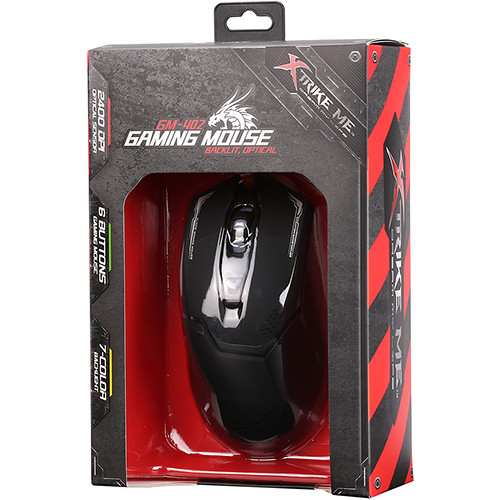 XTRIKE ME™
GM-402
GAMING MOUSE
BACKLIT, OPTICAL
2400 DPI
OPTICAL SENSOR
6 BUTTONS
GAMING MOUSE
7-COLOR
BACKLIGHT
XTRIKE ME